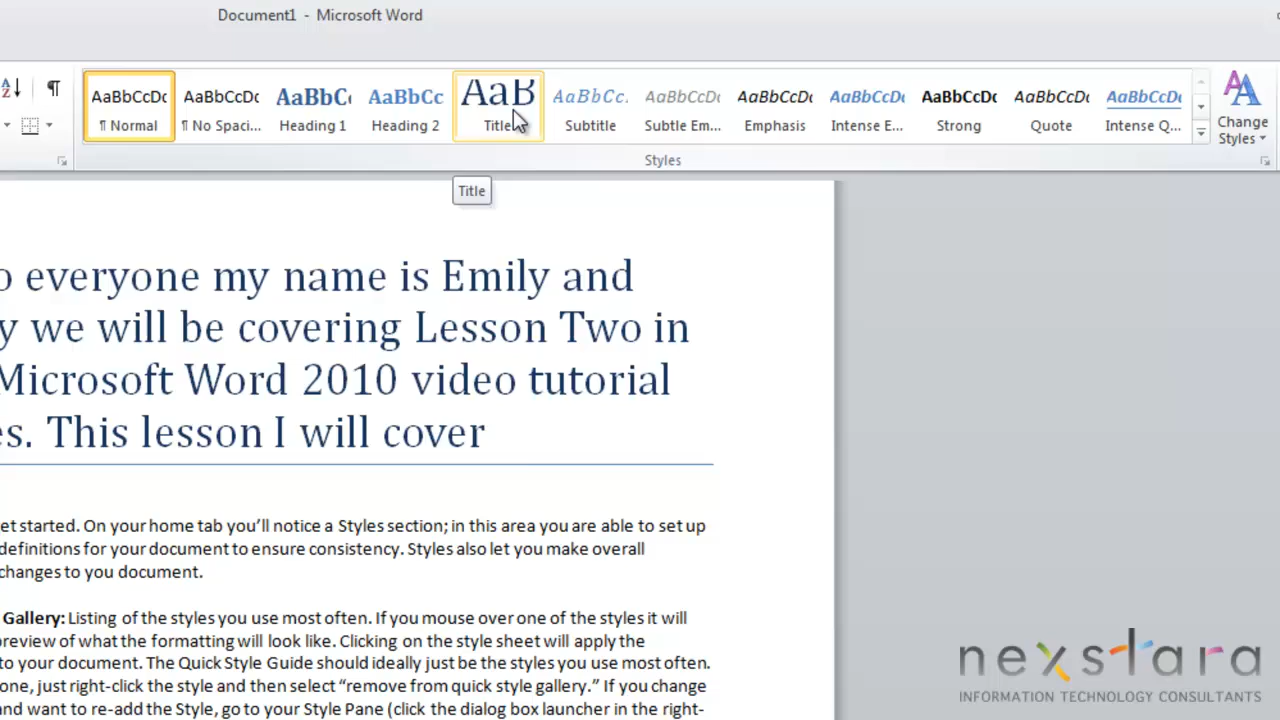 Document1 - Microsoft Word
AaBbCcDc AaBbCcDc AaBbC AaBbCc AaB AaBbCc. AaBbCcDc AaBbCcDc AaBbCcDc AaBbCcDc AaBbCcDc AaBbCcDc
¶ Normal ¶ No Spaci... Heading 1 Heading 2 Title Subtitle Subtle Em... Emphasis Intense E... Strong Quote Intense Q... Change Styles
Styles
Title
everyone my name is Emily and
we will be covering Lesson Two in
Microsoft Word 2010 video tutorial
es. This lesson I will cover
et started. On your home tab you’ll notice a Styles section; in this area you are able to set up
definitions for your document to ensure consistency. Styles also let you make overall
changes to you document.
Gallery: Listing of the styles you use most often. If you mouse over one of the styles it will
preview of what the formatting will look like. Clicking on the style sheet will apply the
to your document. The Quick Style Guide should ideally just be the styles you use most often.
one, just right-click the style and then select “remove from quick style gallery.” If you change
and want to re-add the Style, go to your Style Pane (click the dialog box launcher in the right-
nexstara
INFORMATION TECHNOLOGY CONSULTANTS